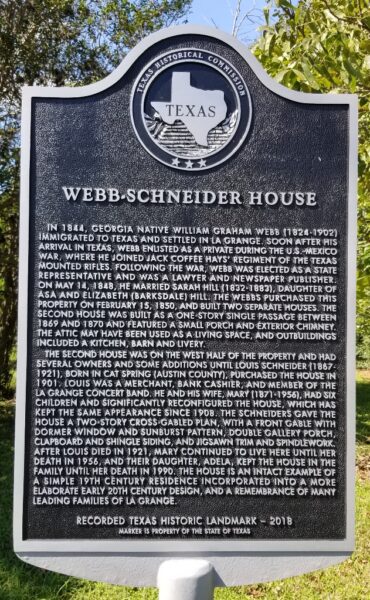 TEXAS HISTORICAL COMMISSION
TEXAS
WEBB-SCHNEIDER HOUSE
IN 1844, GEORGIA NATIVE WILLIAM GRAHAM WEBB (1824-1902)
IMMIGRATED TO TEXAS AND SETTLED IN LA GRANGE. SOON AFTER HIS
ARRIVAL IN TEXAS, WEBB ENLISTED AS A PRIVATE DURING THE U.S.-MEXICO
WAR, WHERE HE JOINED JACK COFFEE HAYS' REGIMENT OF THE TEXAS
MOUNTED RIFLES. FOLLOWING THE WAR, WEBB WAS ELECTED AS A STATE
REPRESENTATIVE AND WAS A LAWYER AND NEWSPAPER PUBLISHER.
ON MAY 14, 1848, HE MARRIED SARAH HILL (1832-1883), DAUGHTER OF
ASA AND ELIZABETH (BARKSDALE) HILL. THE WEBBS PURCHASED THIS
PROPERTY ON FEBRUARY 15, 1850, AND BUILT TWO SEPARATE HOUSES. THE
SECOND HOUSE WAS BUILT AS A ONE-STORY SINGLE PASSAGE BETWEEN
1869 AND 1870 AND FEATURED A SMALL PORCH AND EXTERIOR CHIMNEY.
THE ATTIC MAY HAVE BEEN USED AS A LIVING SPACE, AND OUTBUILDINGS
INCLUDED A KITCHEN, BARN AND LIVERY.
THE SECOND HOUSE WAS ON THE WEST HALF OF THE PROPERTY AND HAD
SEVERAL OWNERS AND SOME ADDITIONS UNTIL LOUIS SCHNEIDER (1867-
1921), BORN IN CAT SPRING (AUSTIN COUNTY), PURCHASED THE HOUSE IN
1901. LOUIS WAS A MERCHANT, BANK CASHIER, AND MEMBER OF THE
LA GRANGE CONCERT BAND. HE AND HIS WIFE, MARY (1871-1956), HAD SIX
CHILDREN AND SIGNIFICANTLY RECONFIGURED THE HOUSE, WHICH HAS
KEPT THE SAME APPEARANCE SINCE 1908. THE SCHNEIDERS GAVE THE
HOUSE A TWO-STORY CROSS-GABLED PLAN, WITH A FRONT GABLE WITH
DORMER WINDOW AND SUNBURST PATTERN, DOUBLE GALLERY PORCH,
CLAPBOARD AND SHINGLE SIDING, AND JIGSAWN TRIM AND SPINDLEWORK.
AFTER LOUIS DIED IN 1921, MARY CONTINUED TO LIVE HERE UNTIL HER
DEATH IN 1956, AND THEIR DAUGHTER, ADELA, KEPT THE HOUSE IN THE
FAMILY UNTIL HER DEATH IN 1990. THE HOUSE IS AN INTACT EXAMPLE OF
A SIMPLE 19TH CENTURY RESIDENCE INCORPORATED INTO A MORE
ELABORATE EARLY 20TH CENTURY DESIGN, AND A REMEMBRANCE OF MANY
LEADING FAMILIES OF LA GRANGE.
RECORDED TEXAS HISTORIC LANDMARK – 2018
MARKER IS PROPERTY OF THE STATE OF TEXAS